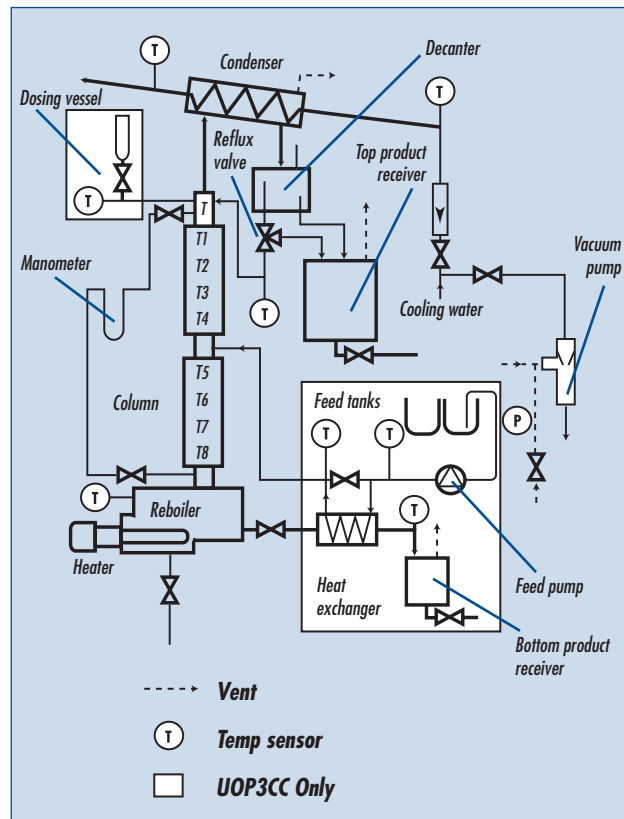 T
Condenser
Decanter
T
Dosing vessel
Reflux
valve
Top product
receiver
T
T
T1
T2
T3
T4
Manometer
T
Cooling water
Vacuum
pump
Column
T5
T6
T7
T8
Feed tanks
T
T
P
T
Reboiler
T
Heater
Heat
exchanger
Feed pump
Bottom product
receiver
Vent
T
Temp sensor
UOP3CC Only